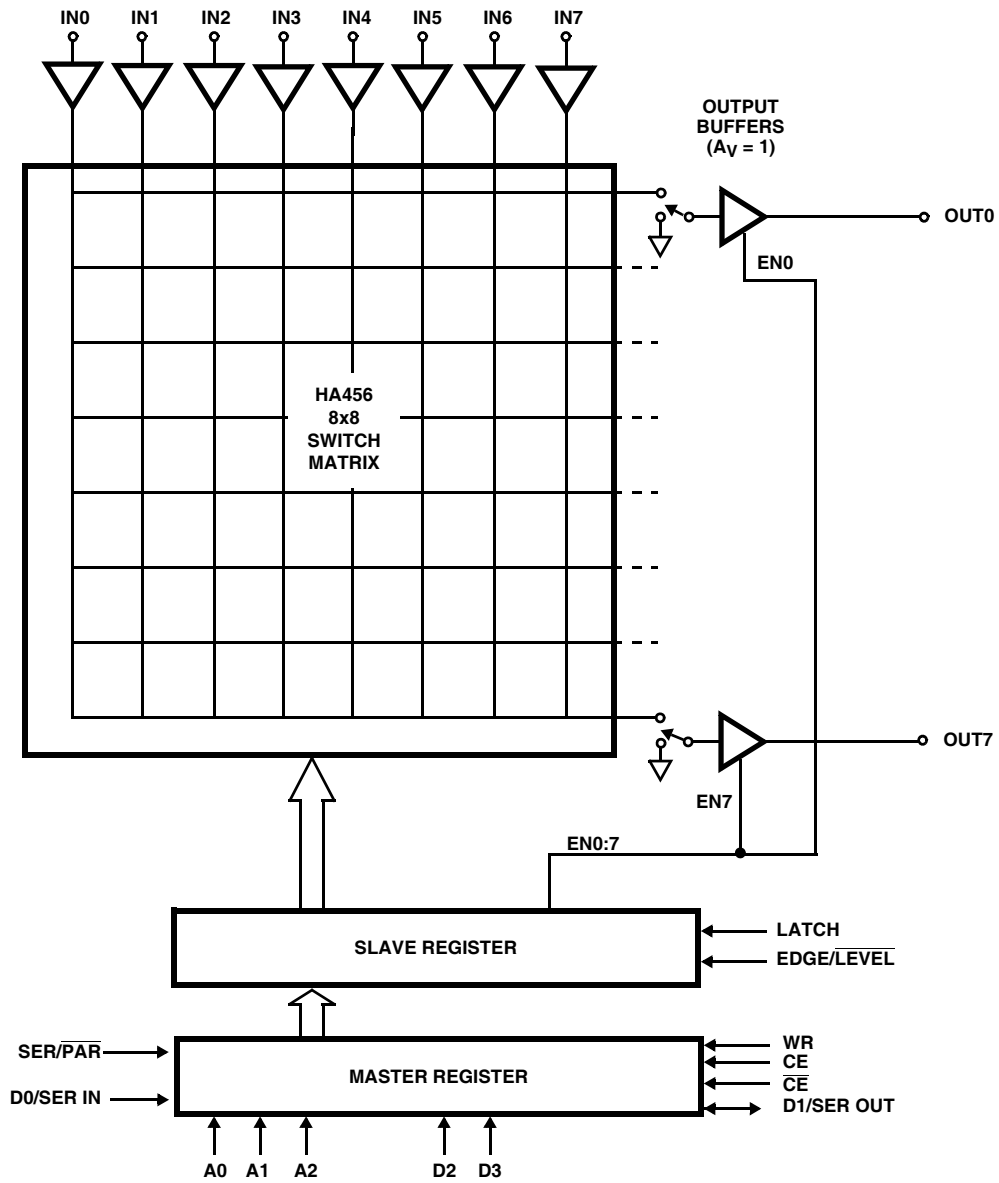 IN0 IN1 IN2 IN3 IN4 IN5 IN6 IN7
OUTPUT
BUFFERS
(AV = 1)
OUT0
EN0
HA456
8x8
SWITCH
MATRIX
OUT7
EN7
EN0:7
SLAVE REGISTER
LATCH
EDGE/LEVEL
SER/PAR
D0/SER IN
MASTER REGISTER
WR
CE
CE
D1/SER OUT
A0 A1 A2 D2 D3